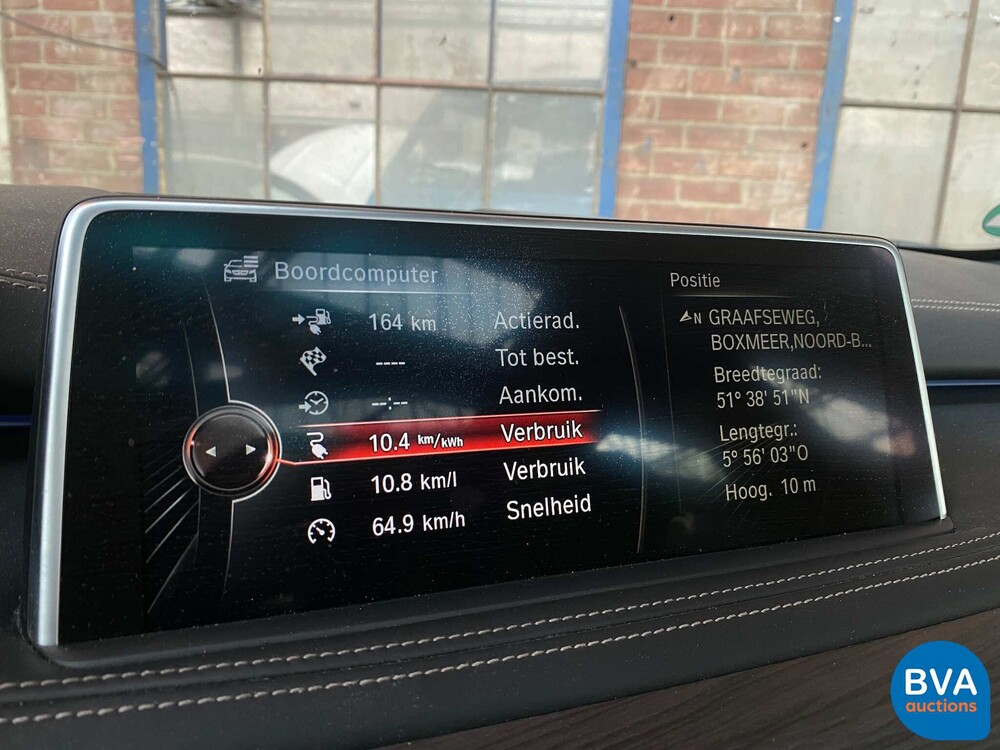 Boordcomputer
164 km Actierad.
---- Tot best.
--:-- Aankom.
10.4 km/kWh Verbruik
10.8 km/l Verbruik
64.9 km/h Snelheid
Positie
N GRAAFSEWEG,
BOXMEER,NOORD-B...
Breedtegraad:
51° 38' 51"N
Lengtegr.:
5° 56' 03"O
Hoog. 10 m
BVA
auctions